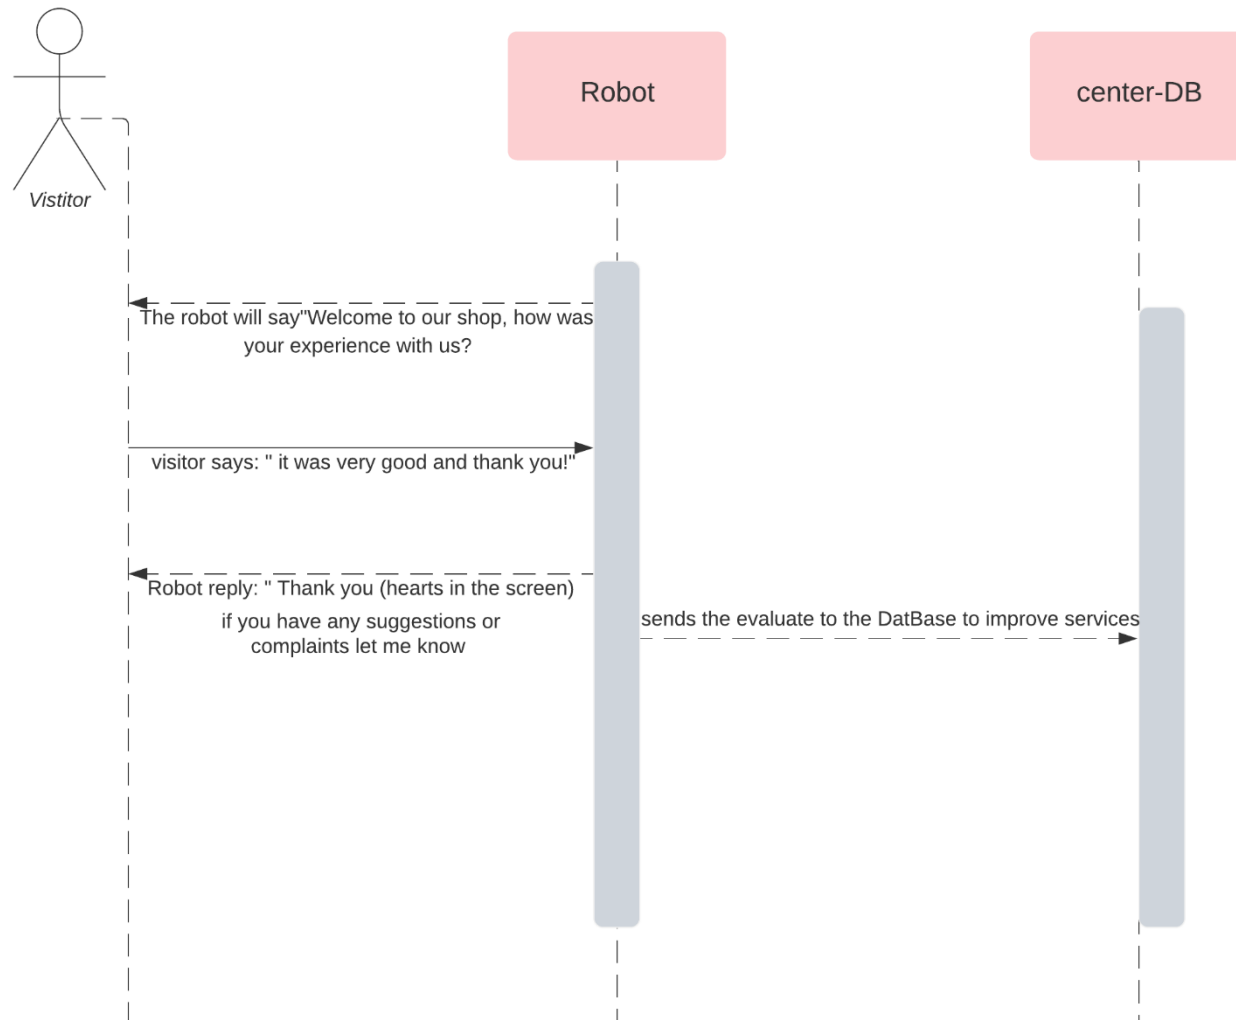 Robot
center-DB
Vistitor
The robot will say"Welcome to our shop, how was
your experience with us?
visitor says: " it was very good and thank you!"
Robot reply: " Thank you (hearts in the screen)
if you have any suggestions or
complaints let me know
sends the evaluate to the DatBase to improve services